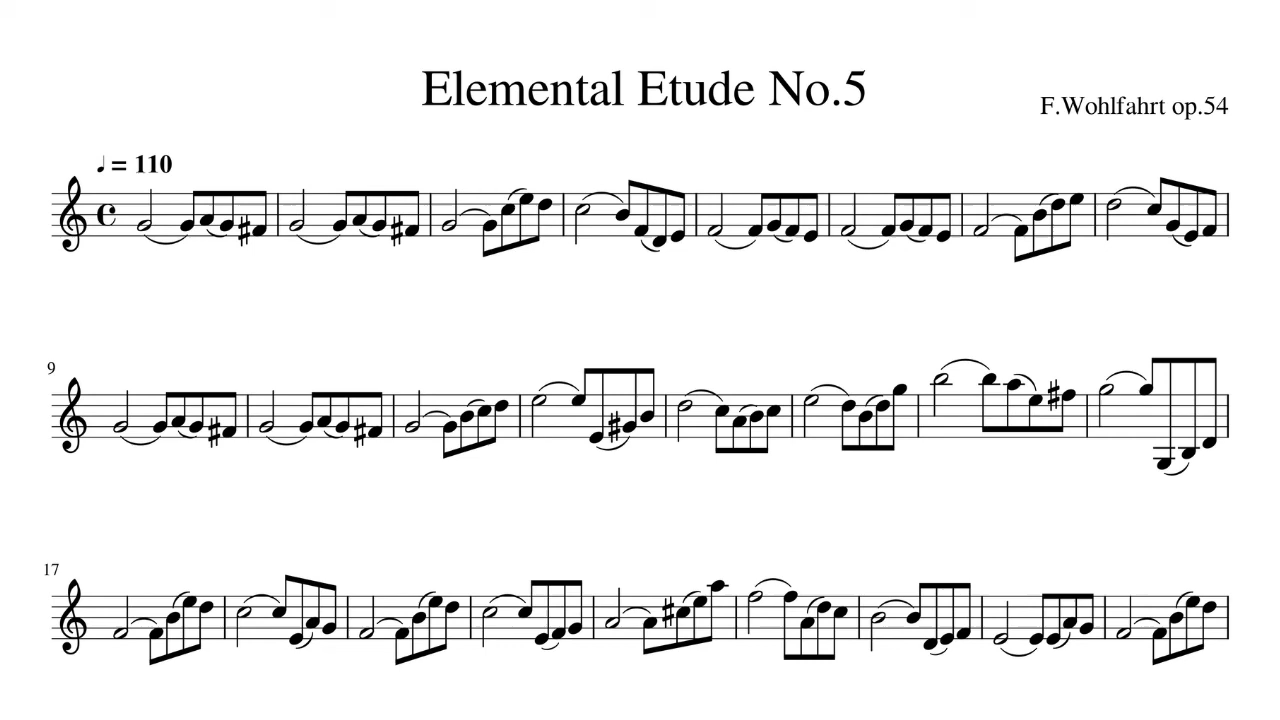 Elemental Etude No.5
F.Wohlfahrt op.54
♩ = 110
9
17